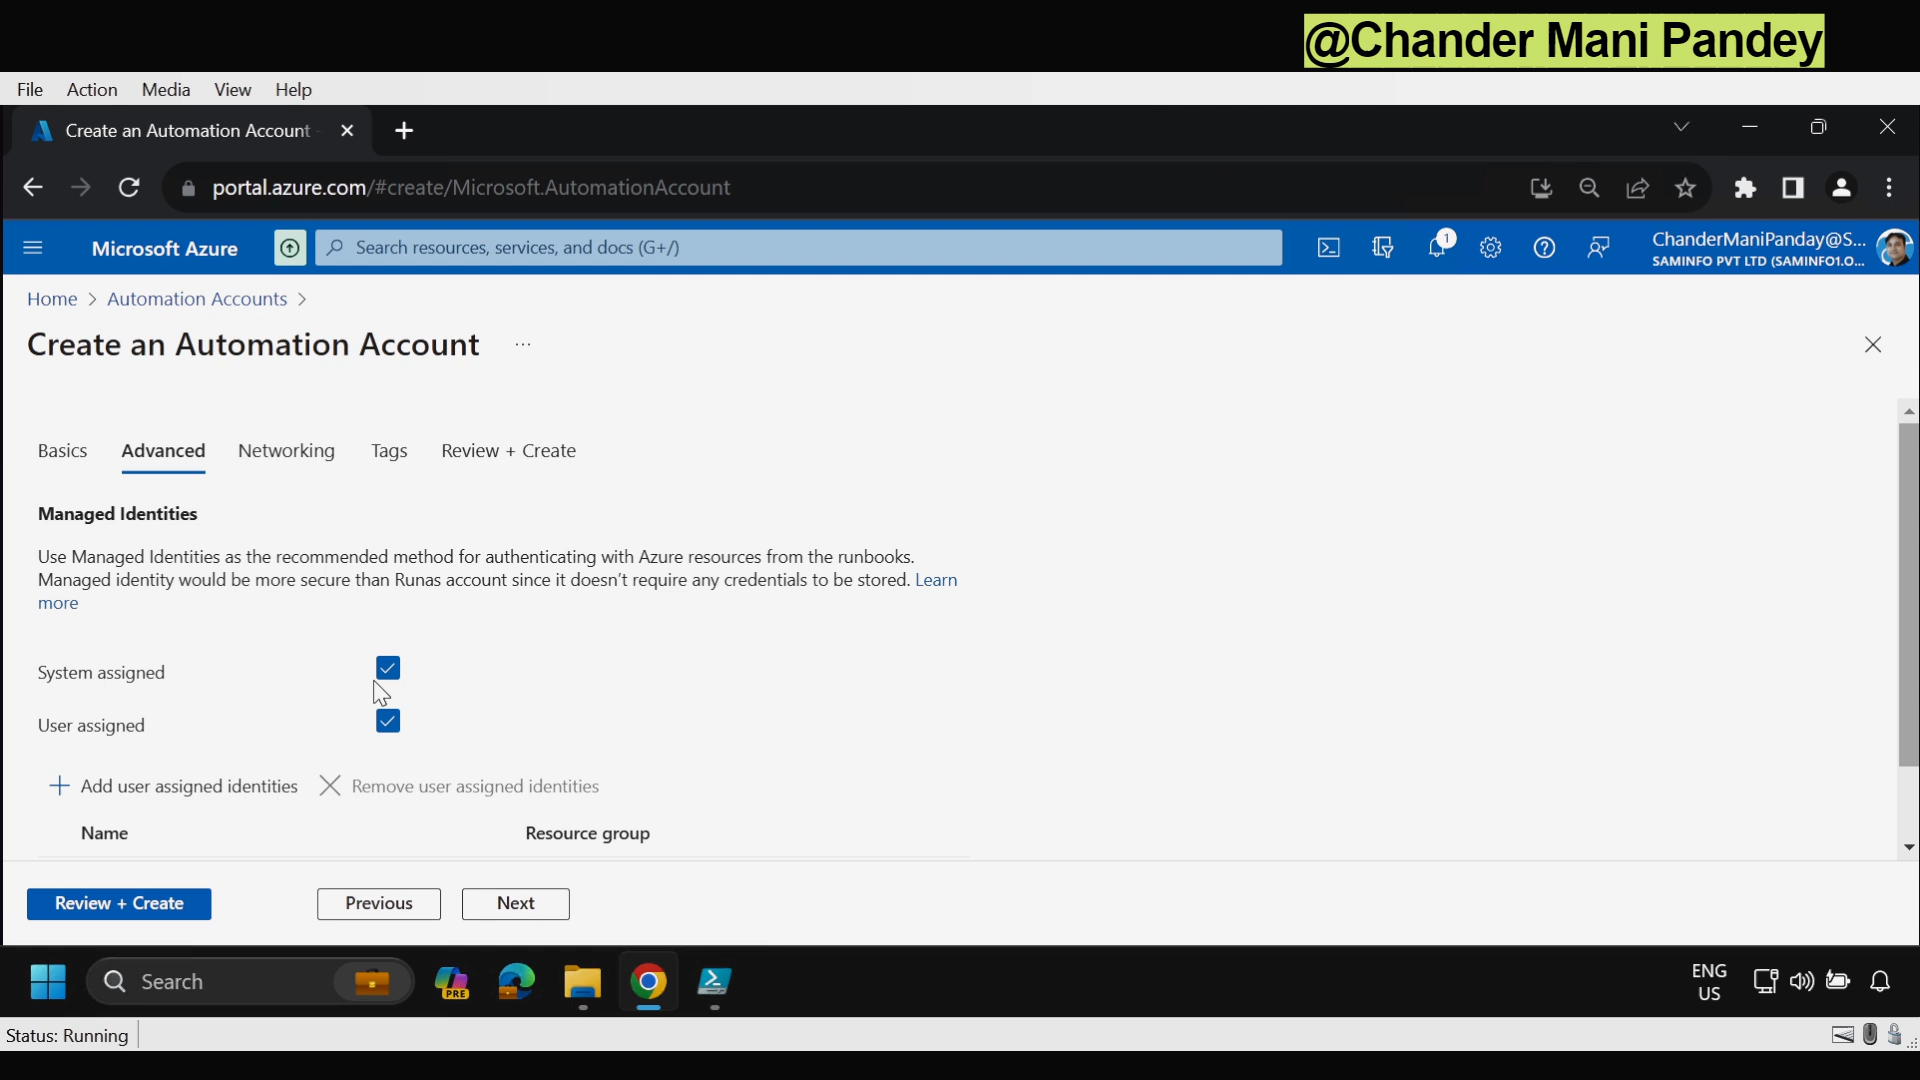 @Chander Mani Pandey
File Action Media View Help
Create an Automation Account
portal.azure.com/#create/Microsoft.AutomationAccount
Microsoft Azure
Search resources, services, and docs (G+/)
1
ChanderManiPanday@S...
SAMINFO PVT LTD (SAMINFO1.O...
Home > Automation Accounts >
Create an Automation Account ...
Basics Advanced Networking Tags Review + Create
Managed Identities
Use Managed Identities as the recommended method for authenticating with Azure resources from the runbooks.
Managed identity would be more secure than Runas account since it doesn't require any credentials to be stored. Learn
more
System assigned
User assigned
Add user assigned identities Remove user assigned identities
Name Resource group
Review + Create Previous Next
Search
PRE
ENG
US
Status: Running